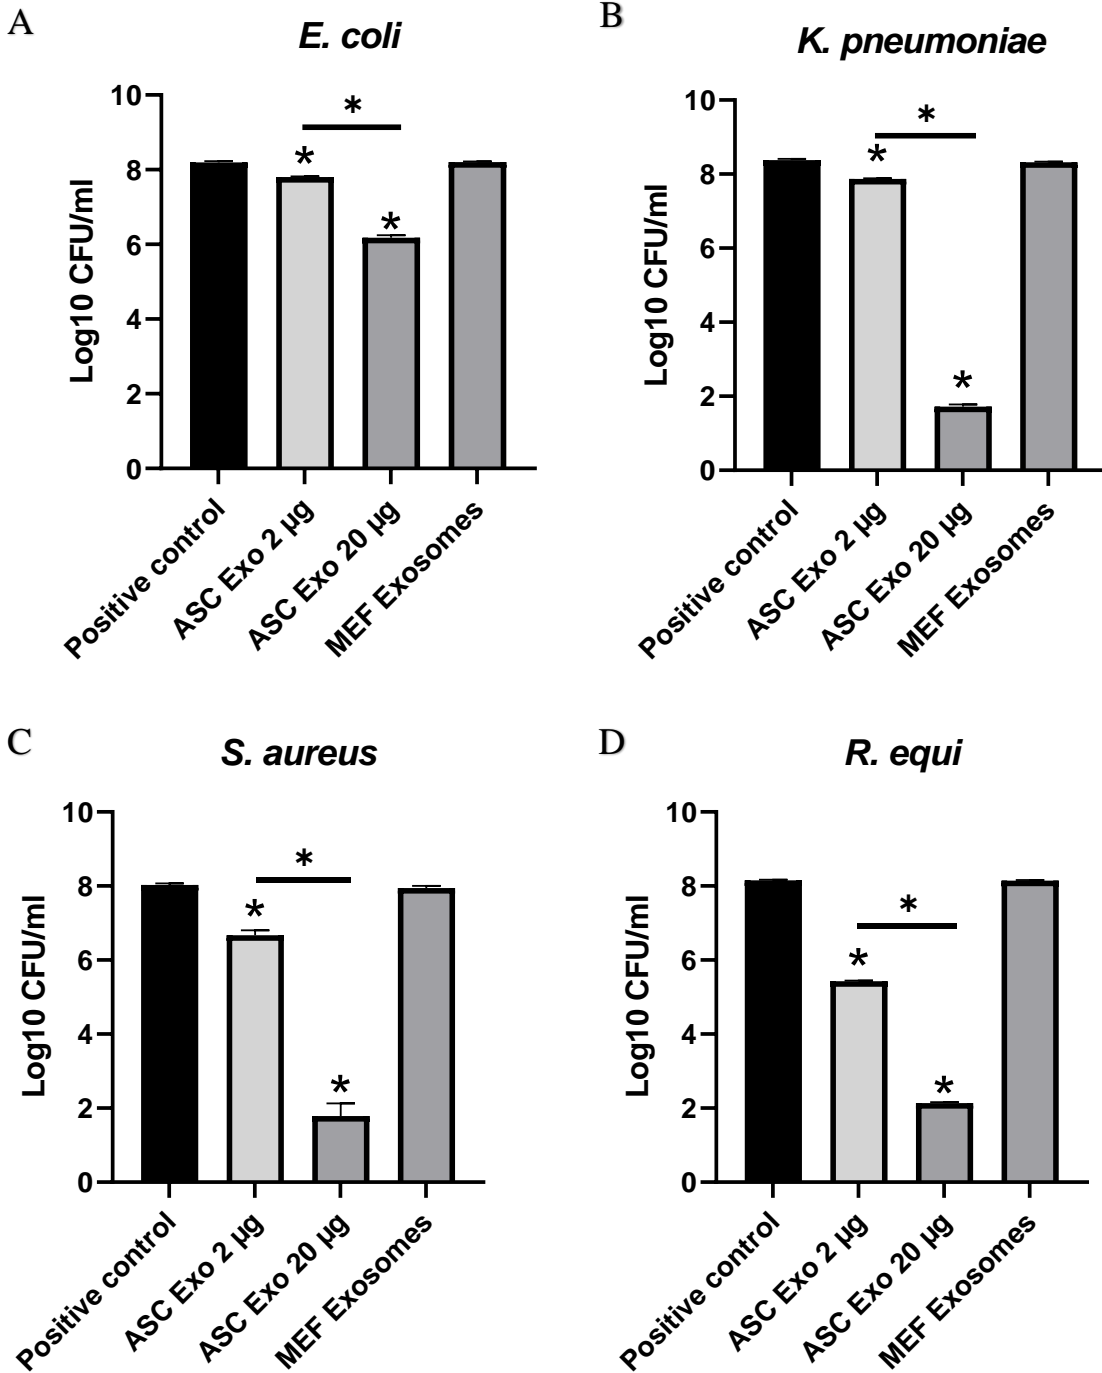 A
E. coli
Log10 CFU/ml
10
8
6
4
2
0
*
*
*
Positive control
ASC Exo 2 µg
ASC Exo 20 µg
MEF Exosomes
B
K. pneumoniae
Log10 CFU/ml
10
8
6
4
2
0
*
*
*
Positive control
ASC Exo 2 µg
ASC Exo 20 µg
MEF Exosomes
C
S. aureus
Log10 CFU/ml
10
8
6
4
2
0
*
*
*
Positive control
ASC Exo 2 µg
ASC Exo 20 µg
MEF Exosomes
D
R. equi
Log10 CFU/ml
10
8
6
4
2
0
*
*
*
Positive control
ASC Exo 2 µg
ASC Exo 20 µg
MEF Exosomes